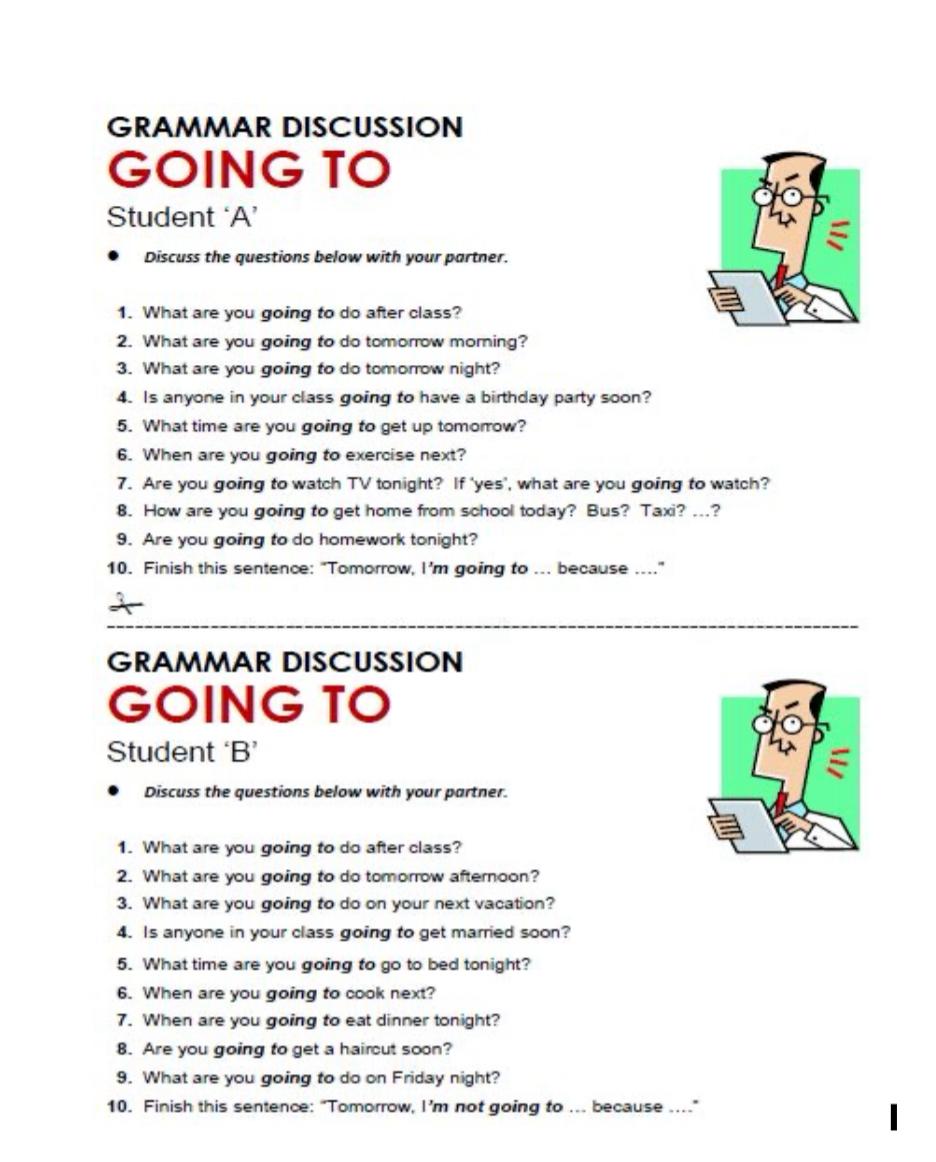 GRAMMAR DISCUSSION
GOING TO
Student ‘A’
● Discuss the questions below with your partner.
1. What are you going to do after class?
2. What are you going to do tomorrow morning?
3. What are you going to do tomorrow night?
4. Is anyone in your class going to have a birthday party soon?
5. What time are you going to get up tomorrow?
6. When are you going to exercise next?
7. Are you going to watch TV tonight? If ‘yes’, what are you going to watch?
8. How are you going to get home from school today? Bus? Taxi? …?
9. Are you going to do homework tonight?
10. Finish this sentence: “Tomorrow, I’m going to … because ….”
GRAMMAR DISCUSSION
GOING TO
Student ‘B’
● Discuss the questions below with your partner.
1. What are you going to do after class?
2. What are you going to do tomorrow afternoon?
3. What are you going to do on your next vacation?
4. Is anyone in your class going to get married soon?
5. What time are you going to go to bed tonight?
6. When are you going to cook next?
7. When are you going to eat dinner tonight?
8. Are you going to get a haircut soon?
9. What are you going to do on Friday night?
10. Finish this sentence: “Tomorrow, I’m not going to … because ….”